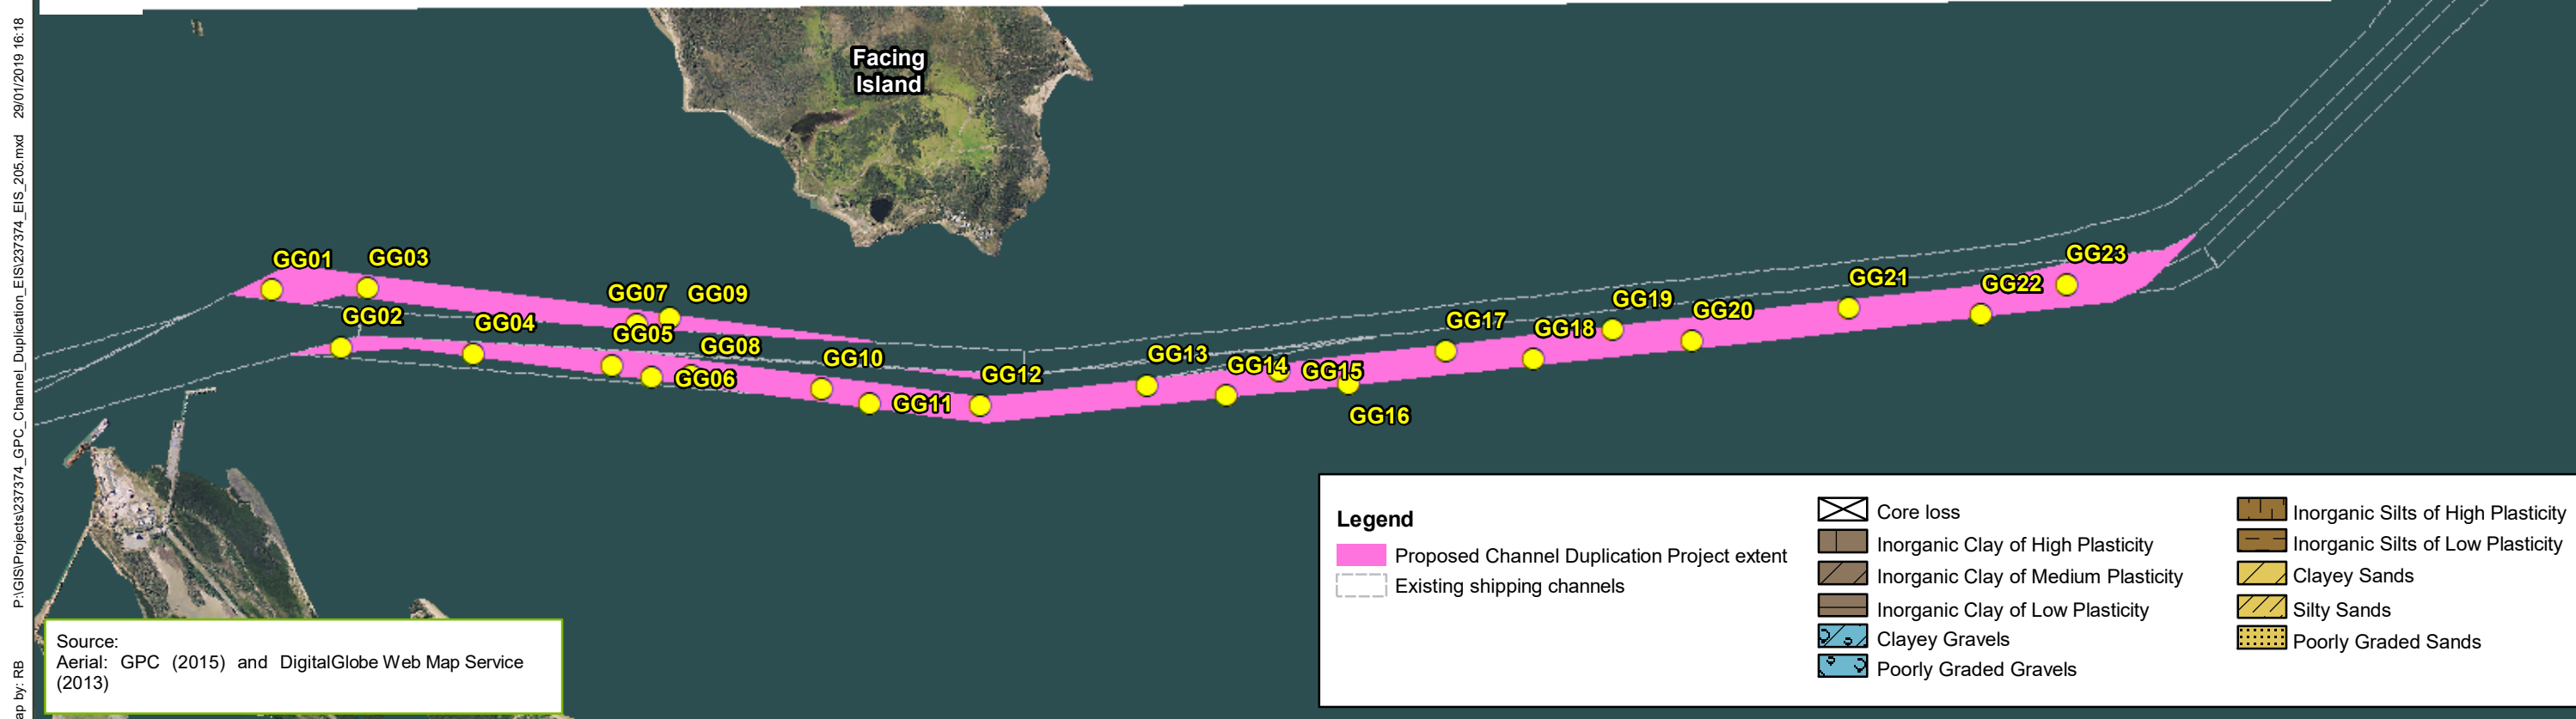 P:\GIS\Projects\237374_GPC_Channel_Duplication_EIS\237374_EIS_205.mxd 29/01/2019 16:18
ap by: RB
Facing
Island
GG01
GG03
GG07
GG09
GG02
GG04
GG05
GG08
GG10
GG06
GG12
GG11
GG13
GG14
GG15
GG16
GG17
GG18
GG19
GG20
GG21
GG22
GG23
Source:
Aerial: GPC (2015) and DigitalGlobe Web Map Service
(2013)
Legend
Proposed Channel Duplication Project extent
Existing shipping channels
Core loss
Inorganic Clay of High Plasticity
Inorganic Clay of Medium Plasticity
Inorganic Clay of Low Plasticity
Clayey Gravels
Poorly Graded Gravels
Inorganic Silts of High Plasticity
Inorganic Silts of Low Plasticity
Clayey Sands
Silty Sands
Poorly Graded Sands